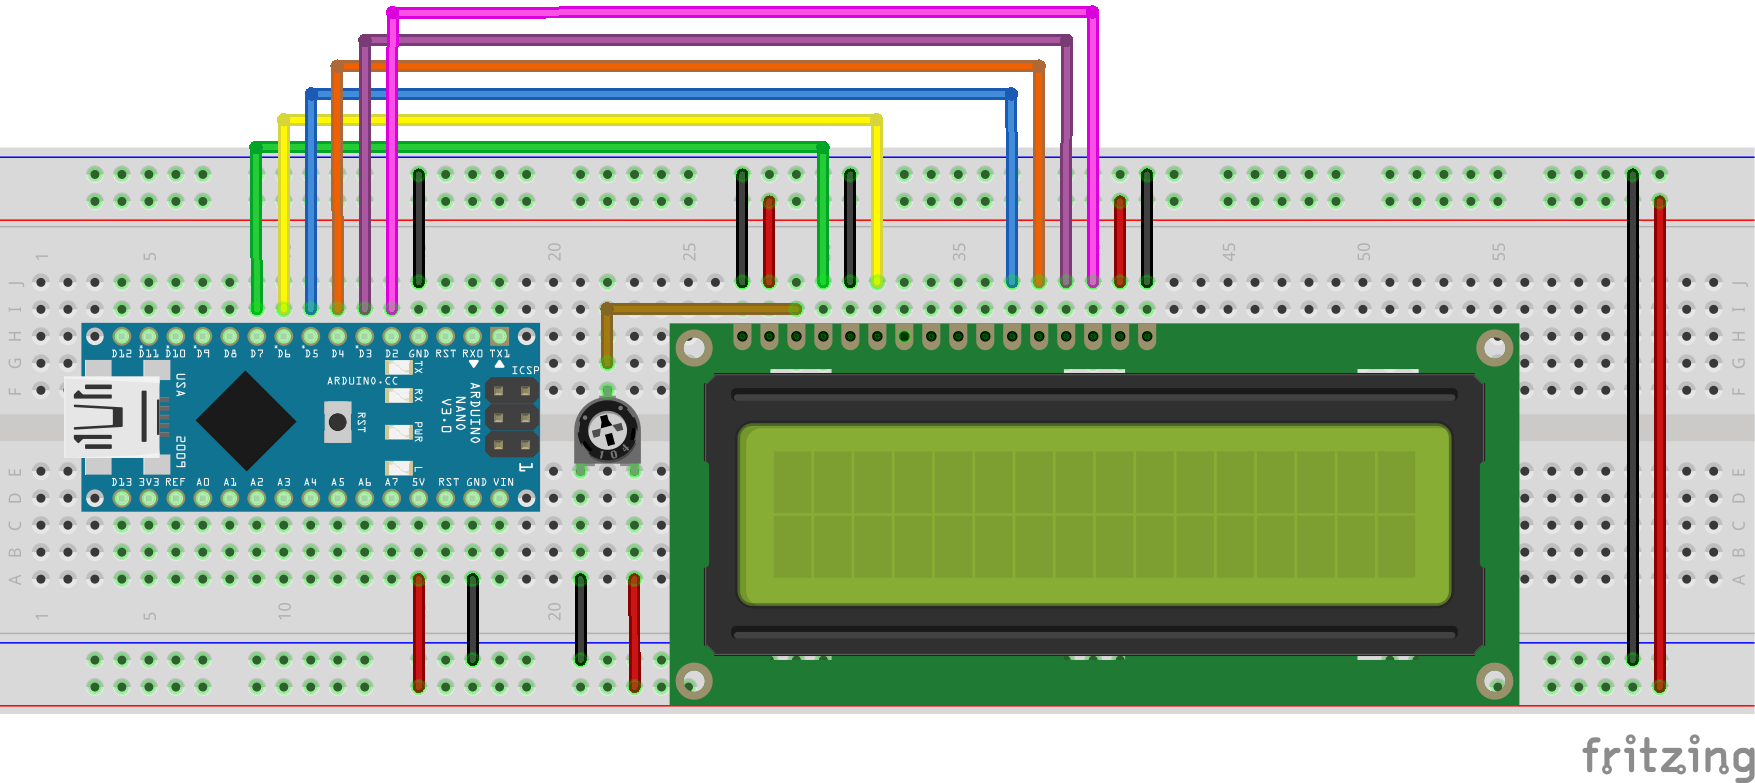 1 5 20 25 35 45 50 55
J J
I I
H H
G G
F F
D12 D11 D10 D9 D8 D7 D6 D5 D4 D3 D2 GND RST RX0 TX1
USA
ARDUINO.CC
TX
RX
PWR
L
RST
ICSP
ARDUINO
NANO
V3.0
2009
1
104
D13 3V3 REF A0 A1 A2 A3 A4 A5 A6 A7 5V RST GND VIN
E E
D D
C C
B B
A A
1 5 10 20
fritzing